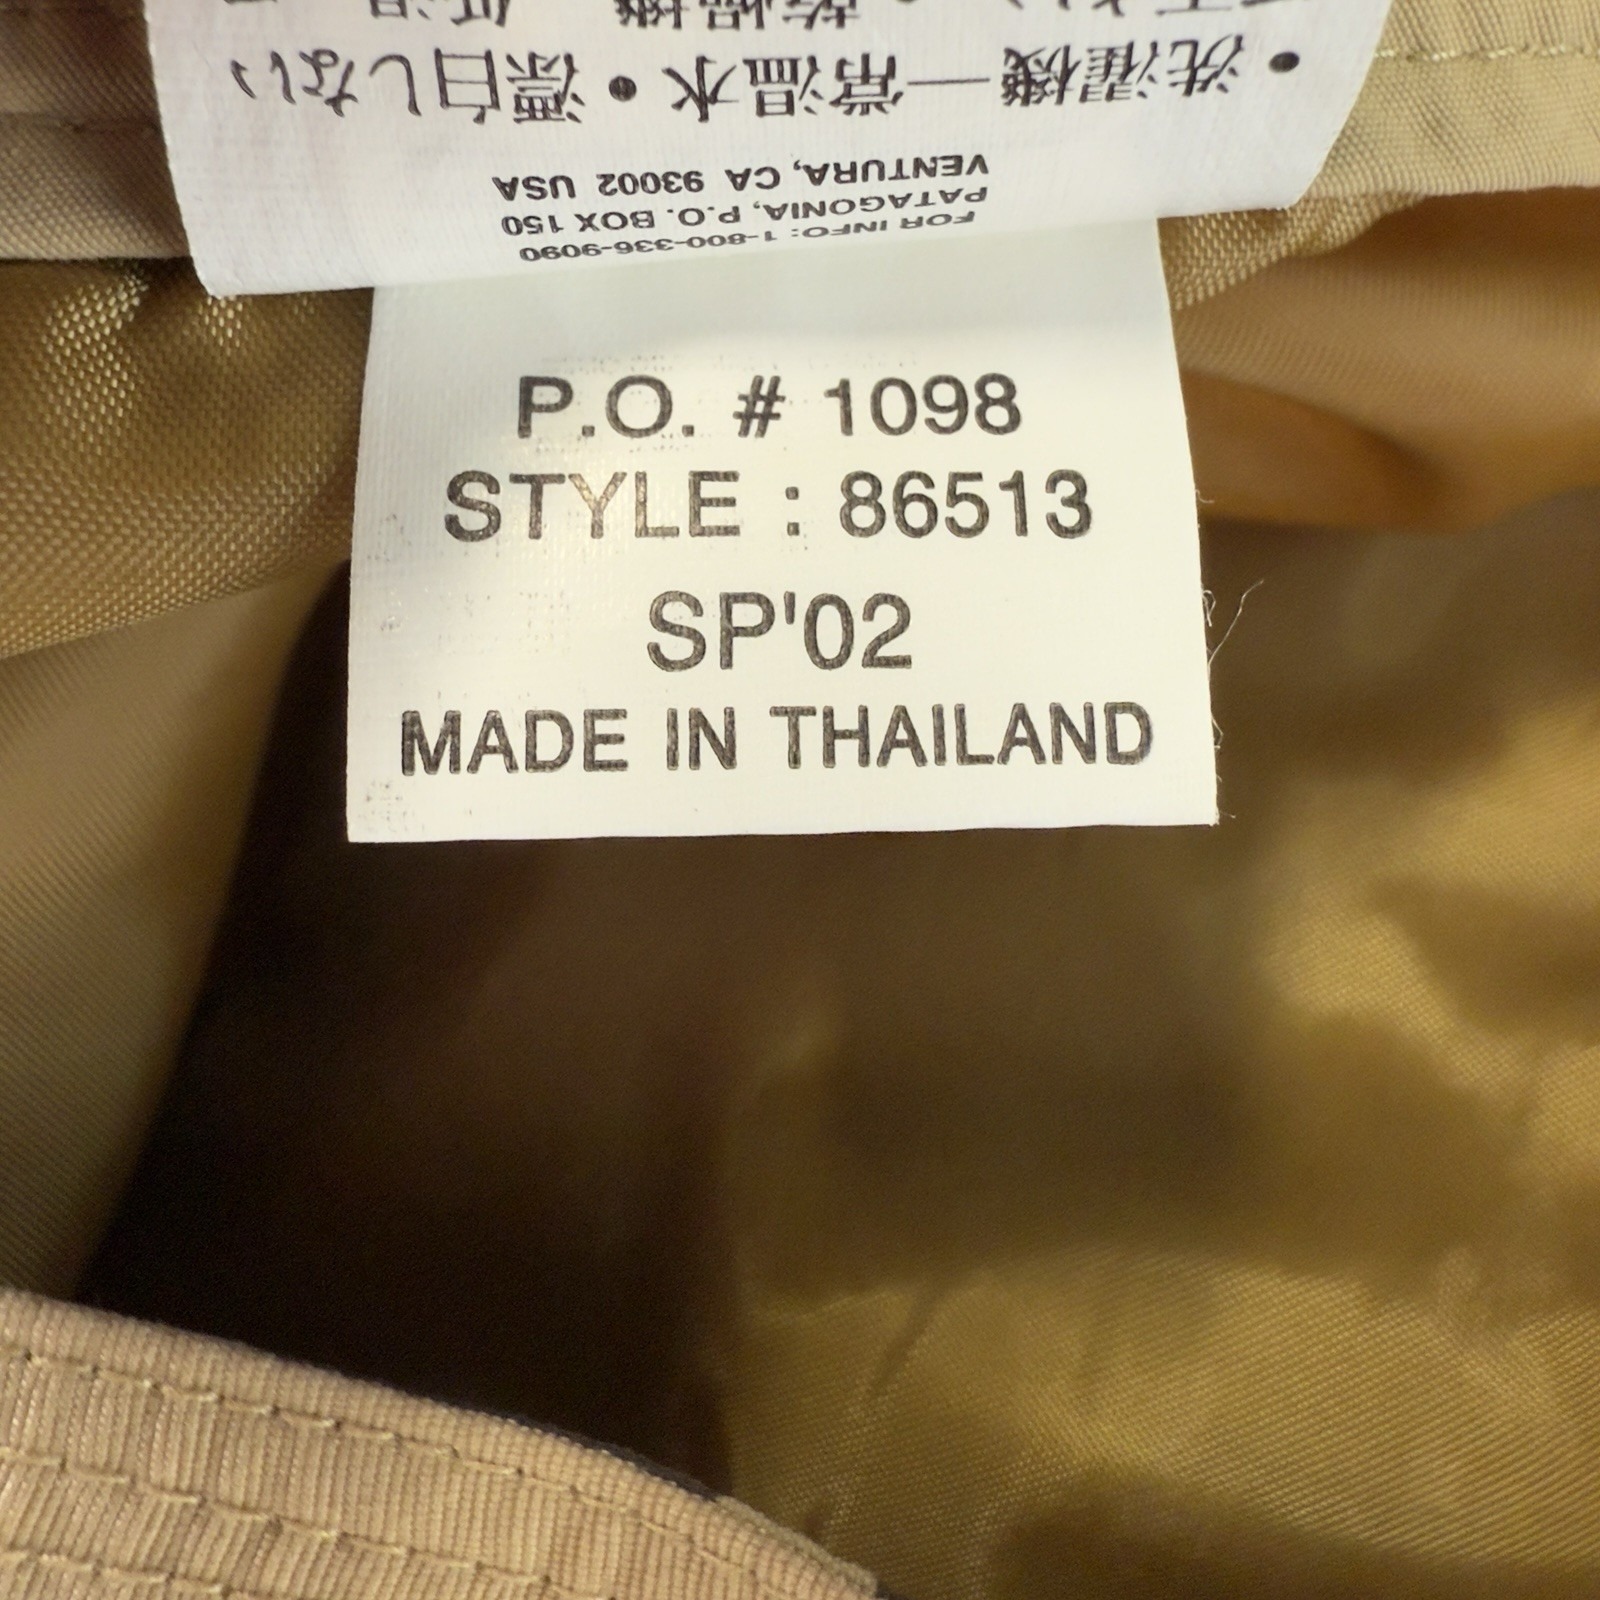 P.O. # 1098
STYLE : 86513
SP'02
MADE IN THAILAND
FOR INFO: 1-800-336-9090
PATAGONIA, P.O. BOX 150
VENTURA, CA 93002 USA
• 洗濯機—常温水 • 漂白しない